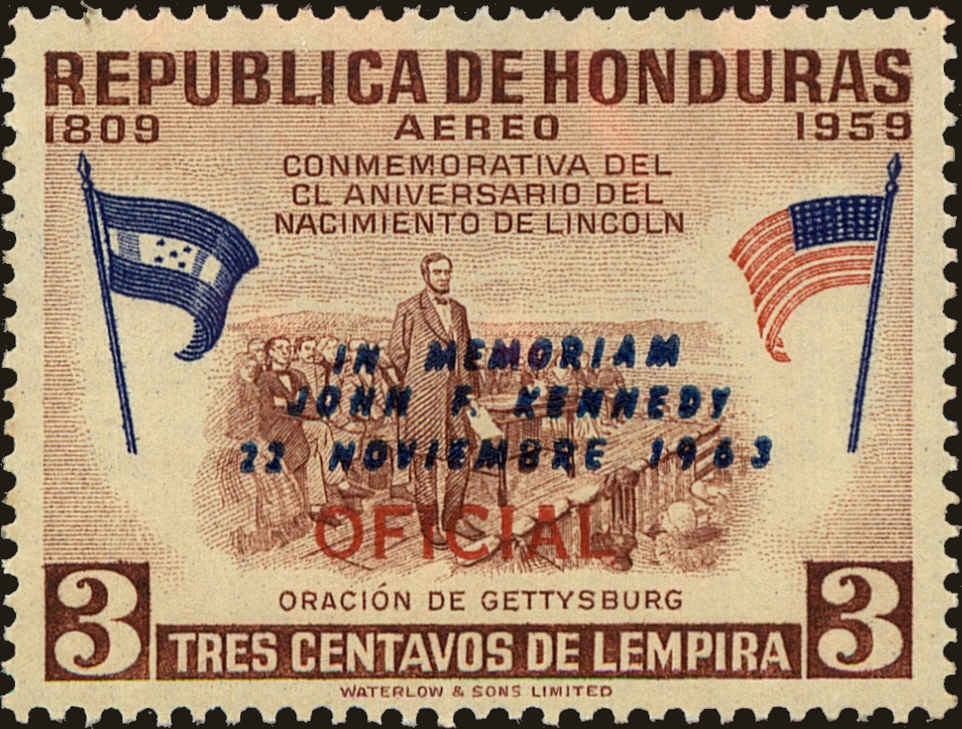 REPUBLICA DE HONDURAS
1809 AEREO 1959
CONMEMORATIVA DEL
CL ANIVERSARIO DEL
NACIMIENTO DE LINCOLN
IN MEMORIAM
JOHN F. KENNEDY
22 NOVIEMBRE 1963
OFICIAL
ORACIÓN DE GETTYSBURG
3 TRES CENTAVOS DE LEMPIRA 3
WATERLOW & SONS LIMITED